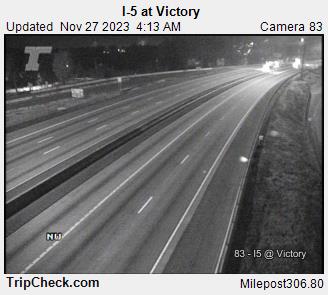 I-5 at Victory
Updated Nov 27 2023 4:13 AM Camera 83
T
NW
83 - I5 @ Victory
TripCheck.com Milepost306.80